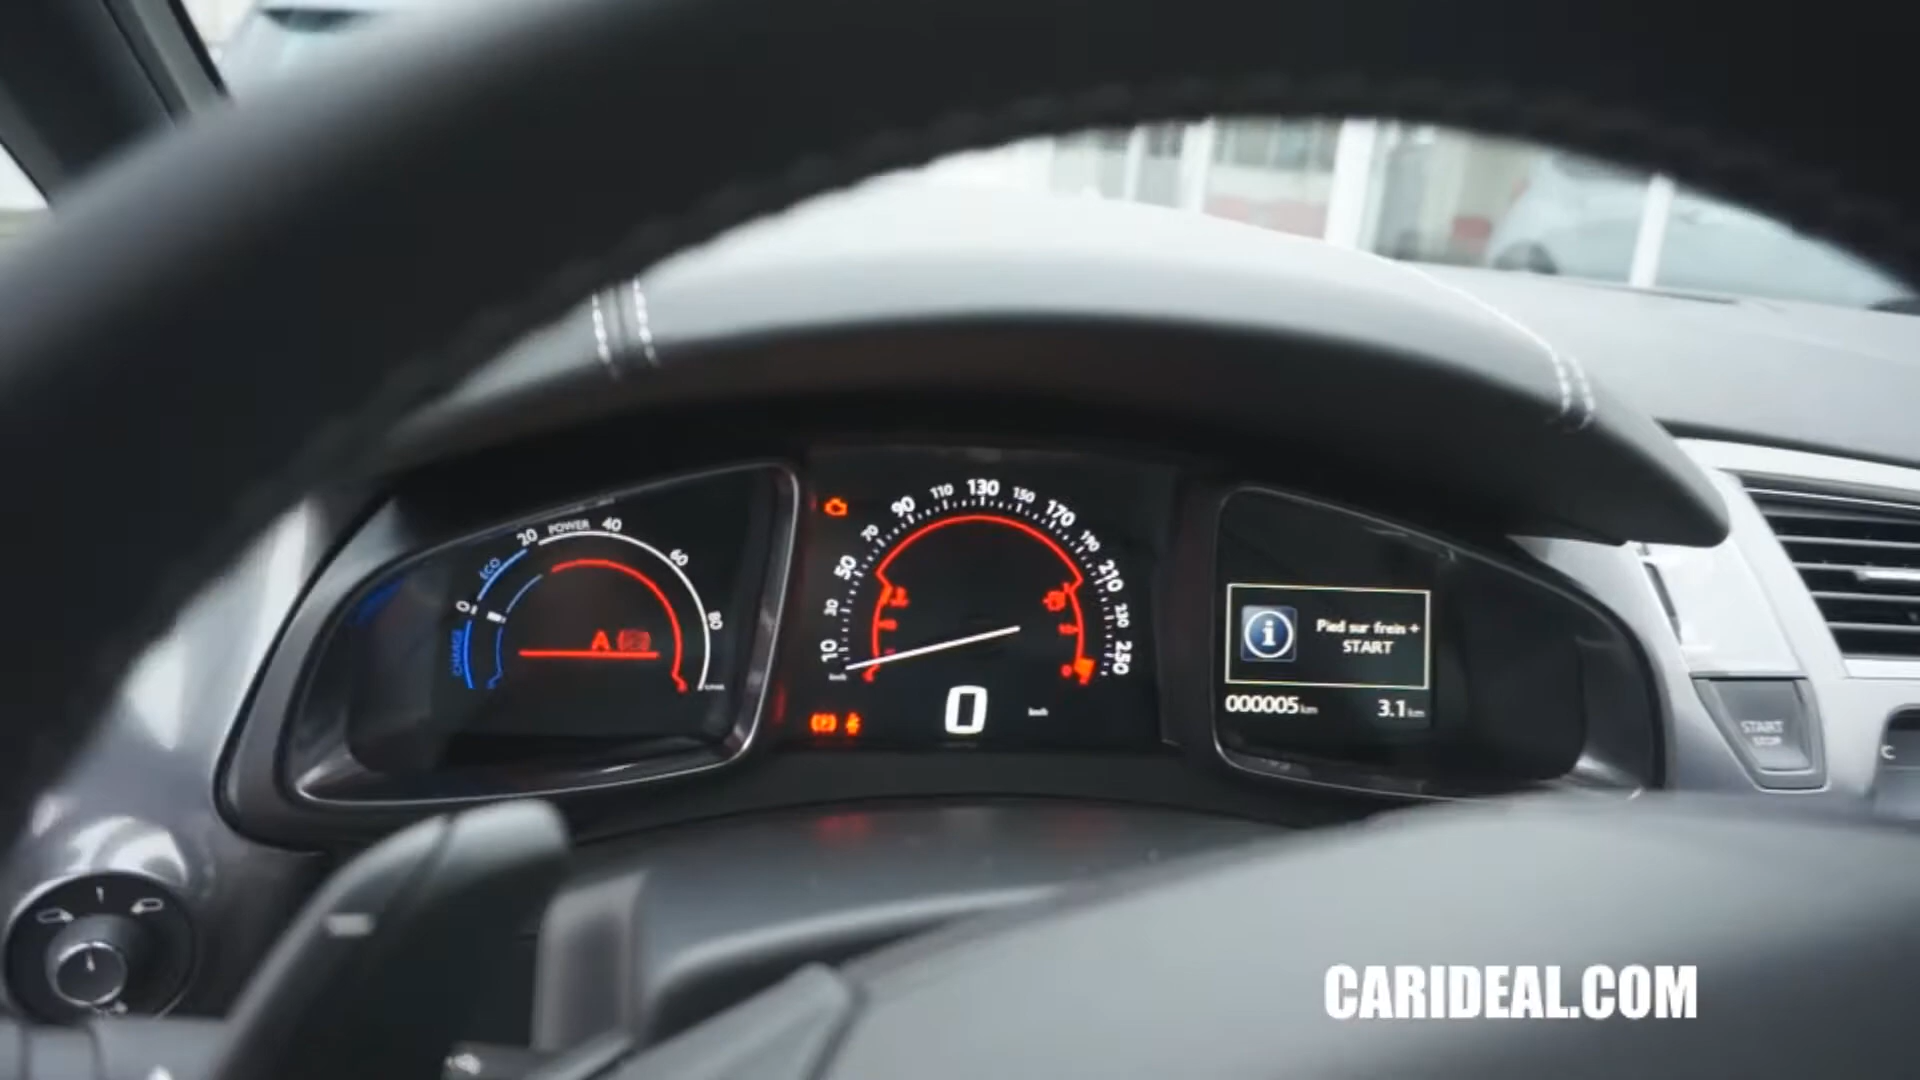 20 POWER 40
60
80
ECO
0
CHARGE
A
10 30 50 70 90 110 130 150 170 190 210 230 250
km/h
0 km/h
Pied sur frein +
START
000005 km 3.1 km
START
STOP
CARIDEAL.COM